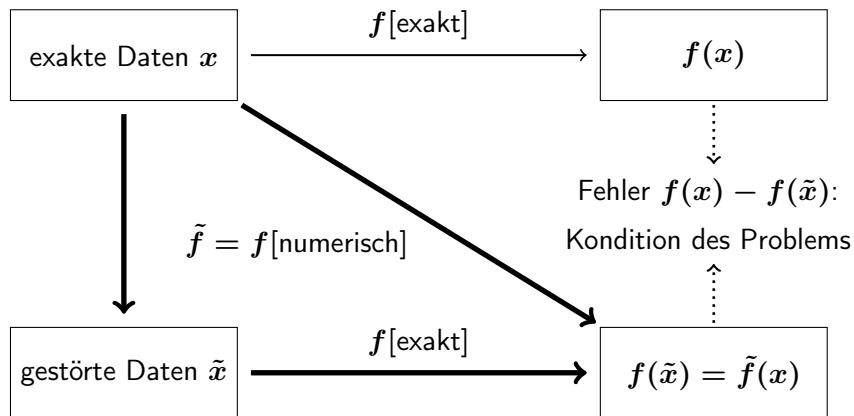 f[exakt]
exakte Daten x
f(x)
Fehler f(x) − f(x̃):
Kondition des Problems
f̃ = f[numerisch]
f[exakt]
gestörte Daten x̃
f(x̃) = f̃(x)